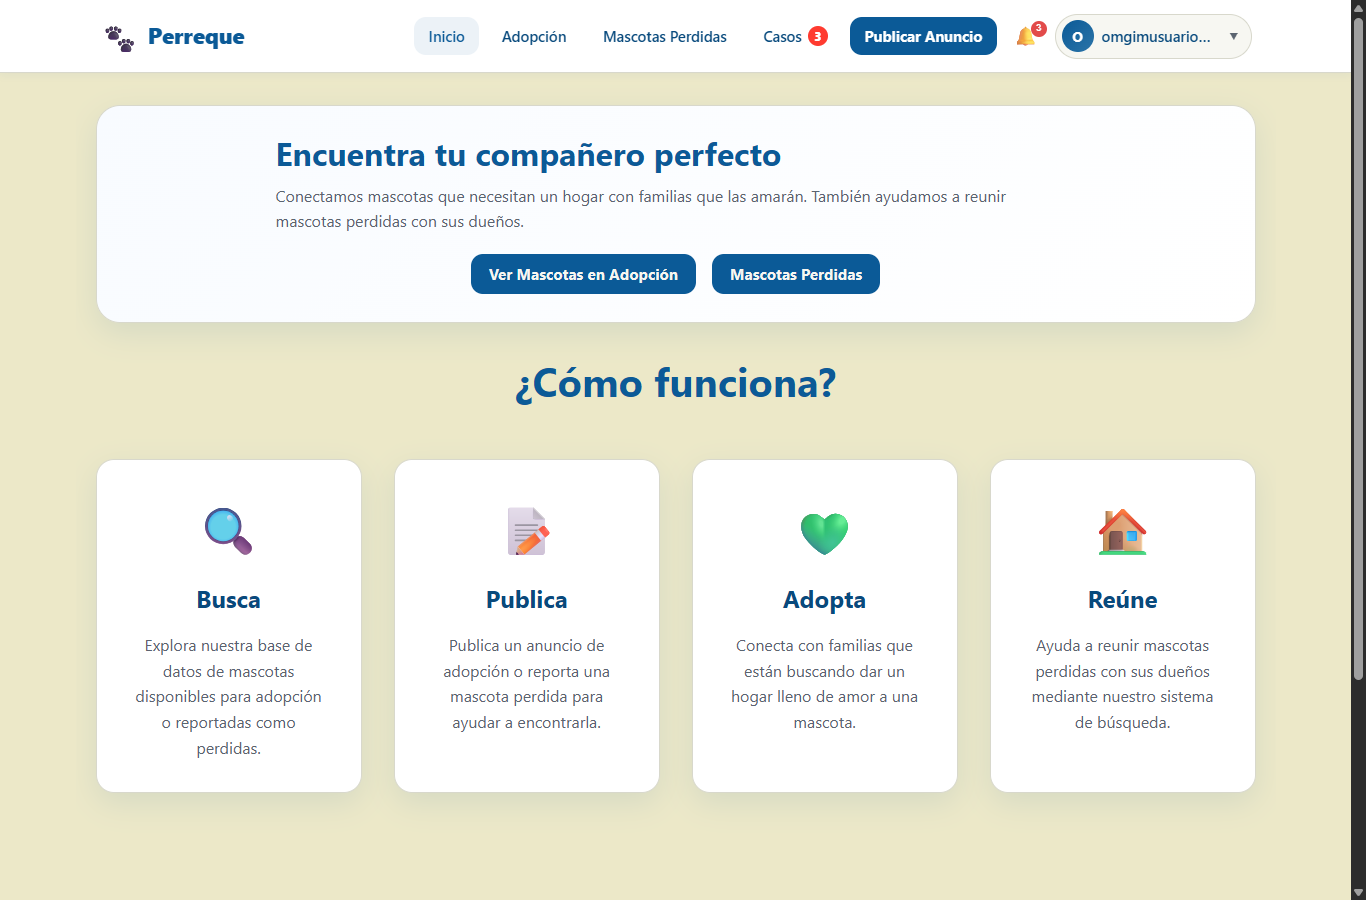 Perreque
Inicio
Adopción
Mascotas Perdidas
Casos 3
Publicar Anuncio
3
O omgimusuario...
Encuentra tu compañero perfecto
Conectamos mascotas que necesitan un hogar con familias que las amarán. También ayudamos a reunir
mascotas perdidas con sus dueños.
Ver Mascotas en Adopción
Mascotas Perdidas
¿Cómo funciona?
Busca
Explora nuestra base de
datos de mascotas
disponibles para adopción
o reportadas como
perdidas.
Publica
Publica un anuncio de
adopción o reporta una
mascota perdida para
ayudar a encontrarla.
Adopta
Conecta con familias que
están buscando dar un
hogar lleno de amor a una
mascota.
Reúne
Ayuda a reunir mascotas
perdidas con sus dueños
mediante nuestro sistema
de búsqueda.